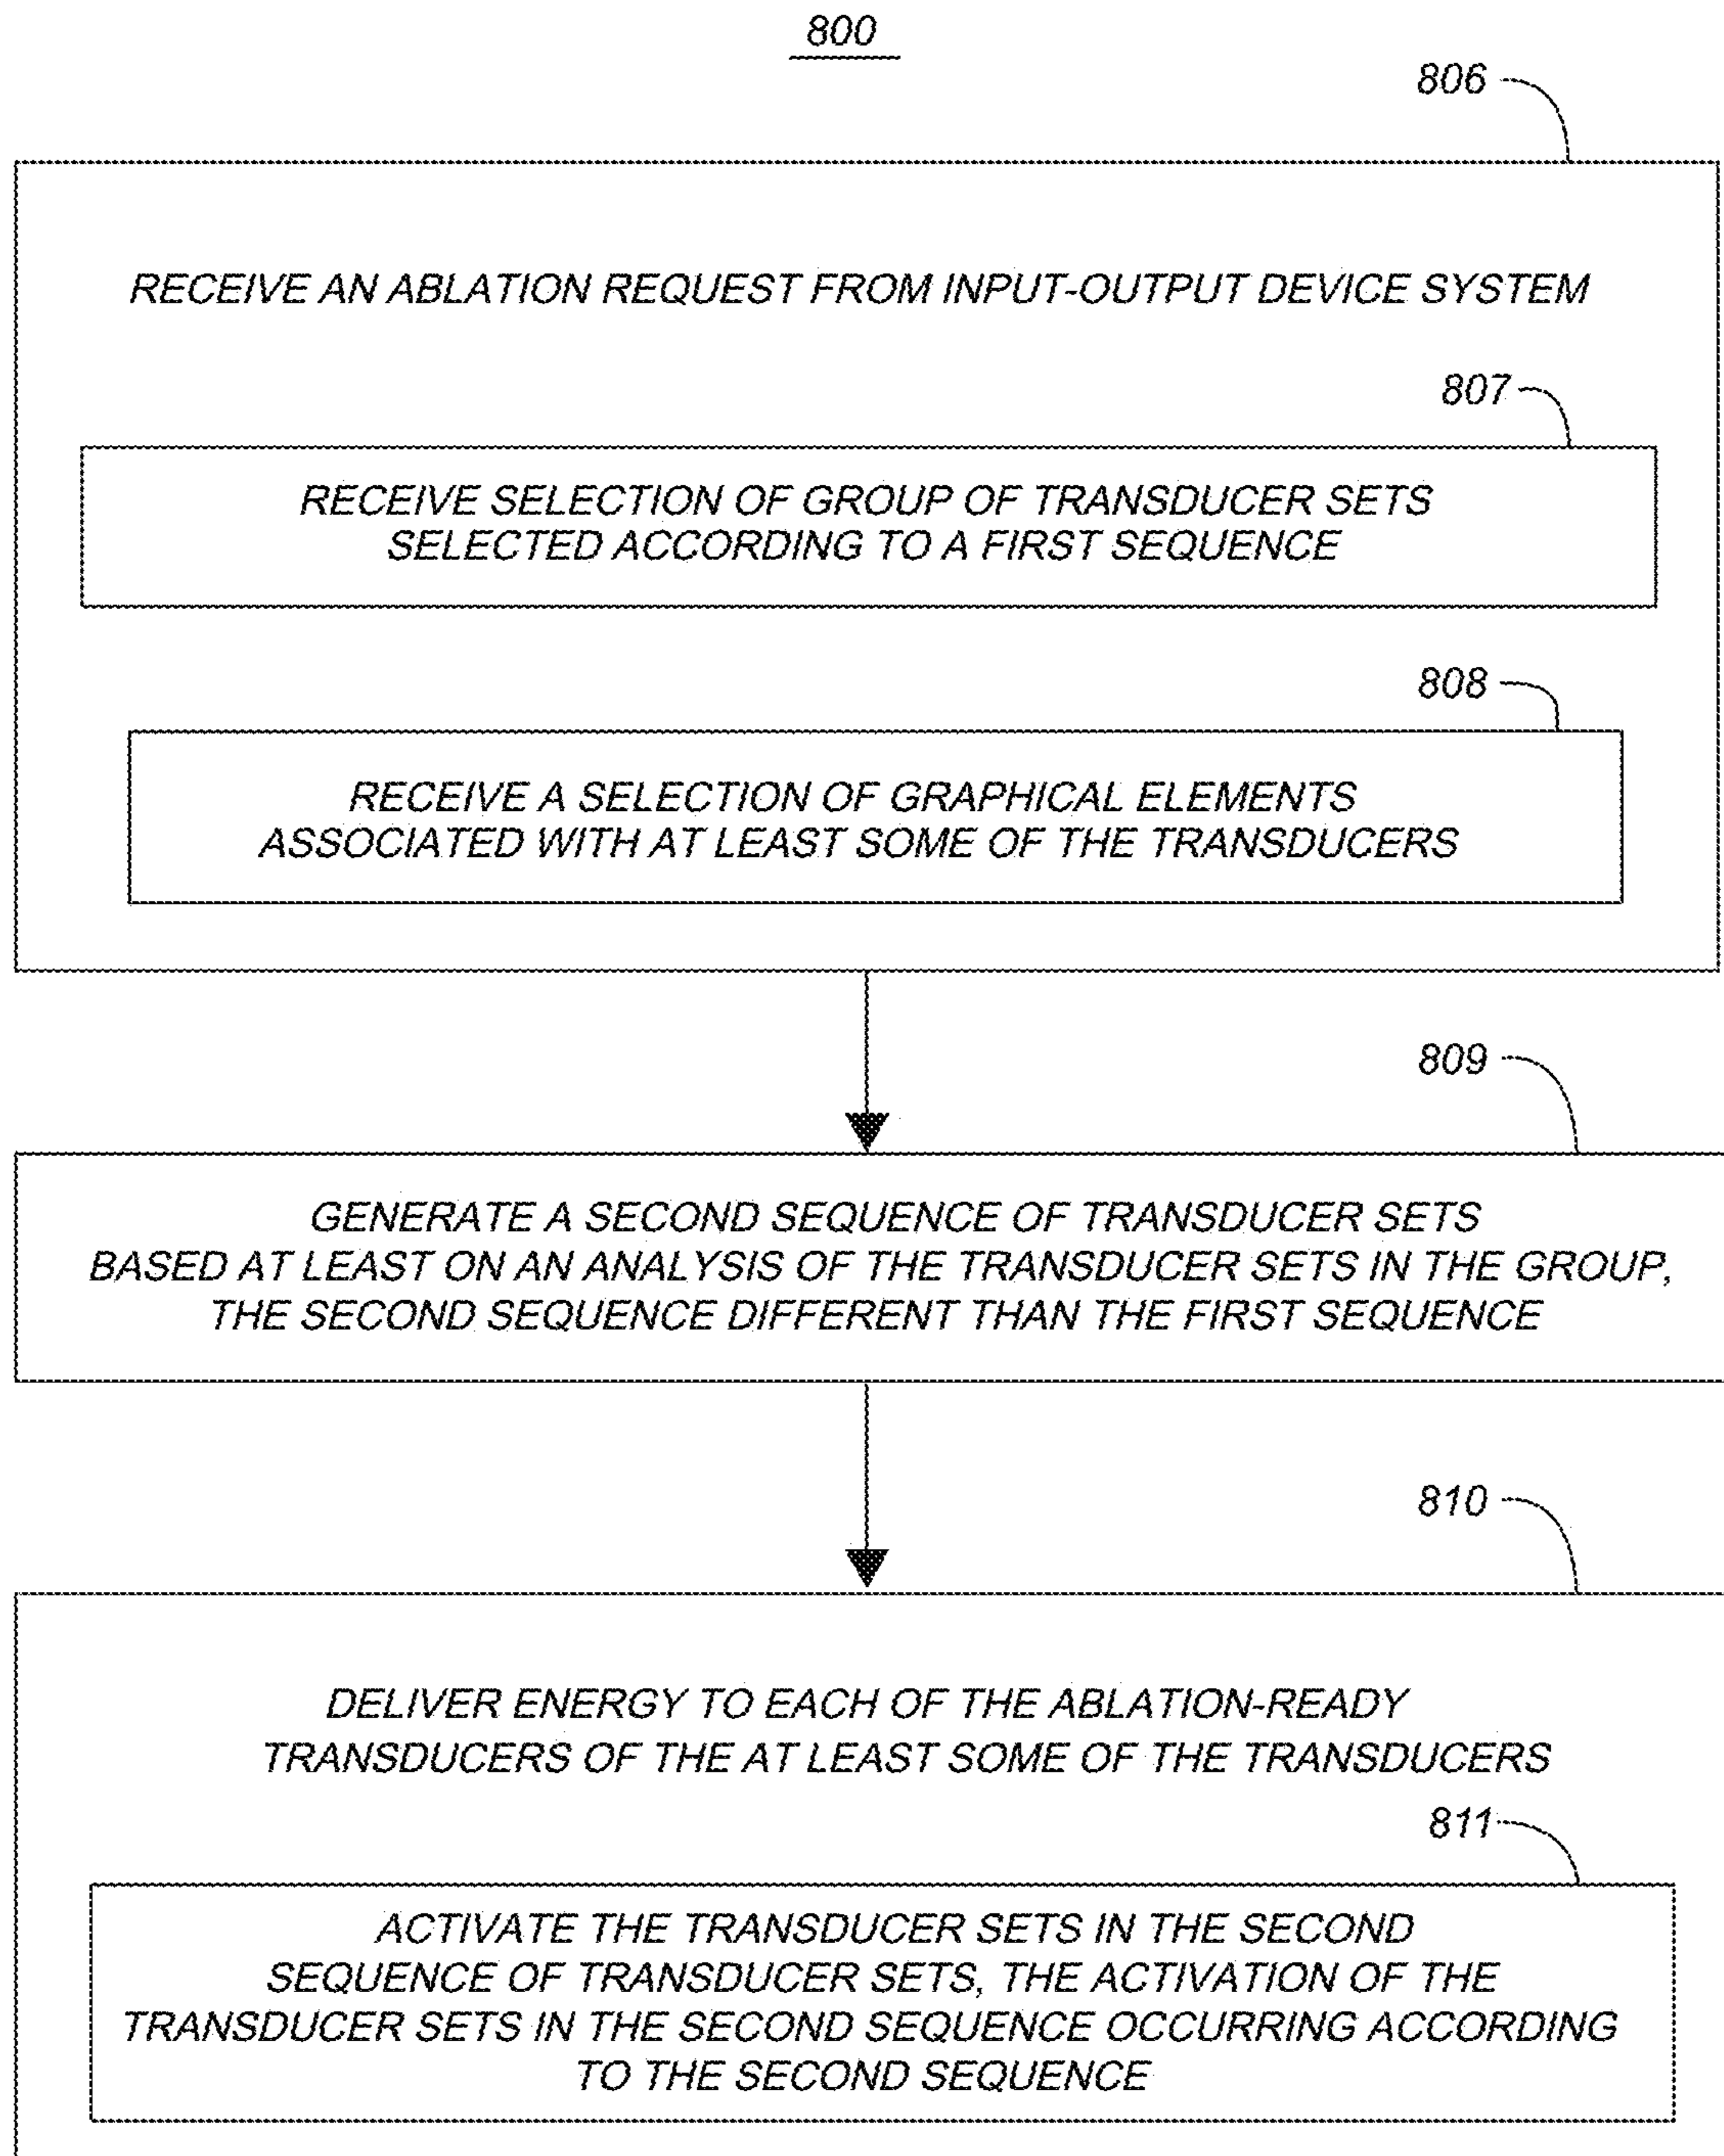 800
806
RECEIVE AN ABLATION REQUEST FROM INPUT-OUTPUT DEVICE SYSTEM
807
RECEIVE SELECTION OF GROUP OF TRANSDUCER SETS
SELECTED ACCORDING TO A FIRST SEQUENCE
808
RECEIVE A SELECTION OF GRAPHICAL ELEMENTS
ASSOCIATED WITH AT LEAST SOME OF THE TRANSDUCERS
809
GENERATE A SECOND SEQUENCE OF TRANSDUCER SETS
BASED AT LEAST ON AN ANALYSIS OF THE TRANSDUCER SETS IN THE GROUP,
THE SECOND SEQUENCE DIFFERENT THAN THE FIRST SEQUENCE
810
DELIVER ENERGY TO EACH OF THE ABLATION-READY
TRANSDUCERS OF THE AT LEAST SOME OF THE TRANSDUCERS
811
ACTIVATE THE TRANSDUCER SETS IN THE SECOND
SEQUENCE OF TRANSDUCER SETS, THE ACTIVATION OF THE
TRANSDUCER SETS IN THE SECOND SEQUENCE OCCURRING ACCORDING
TO THE SECOND SEQUENCE